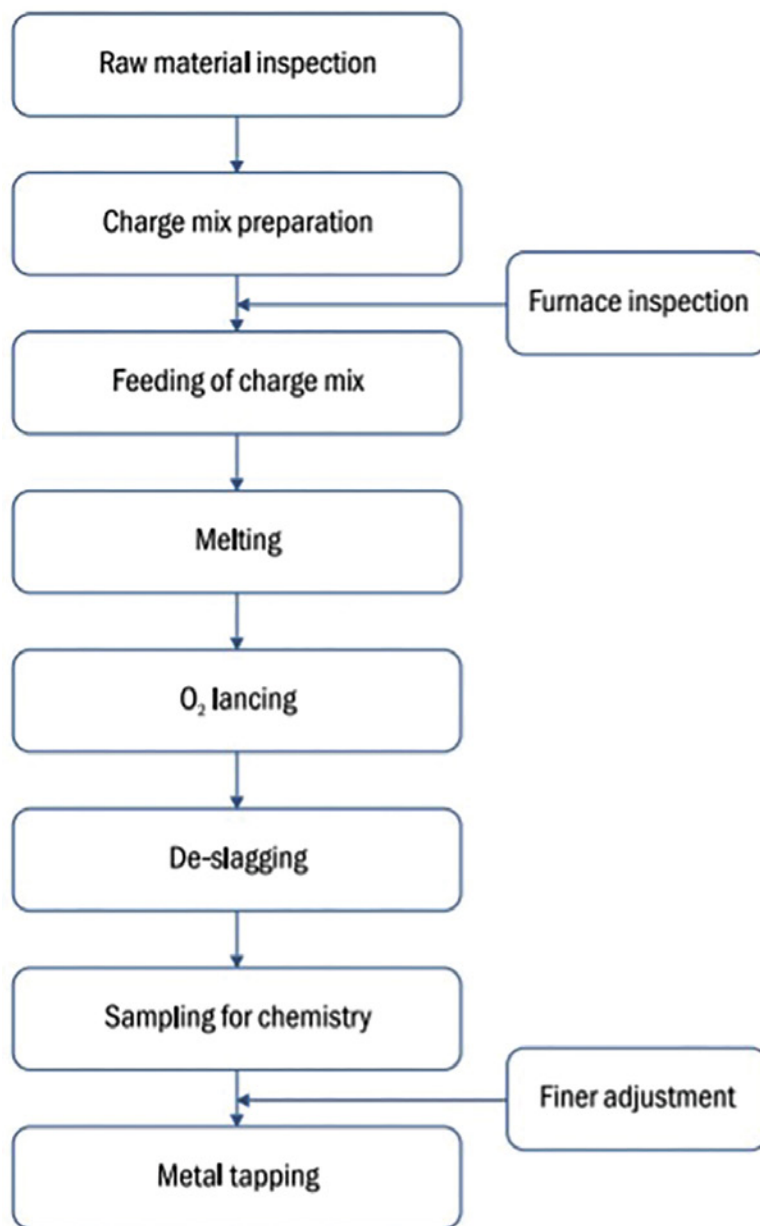 Raw material inspection
Charge mix preparation
Furnace inspection
Feeding of charge mix
Melting
O₂ lancing
De-slagging
Sampling for chemistry
Finer adjustment
Metal tapping